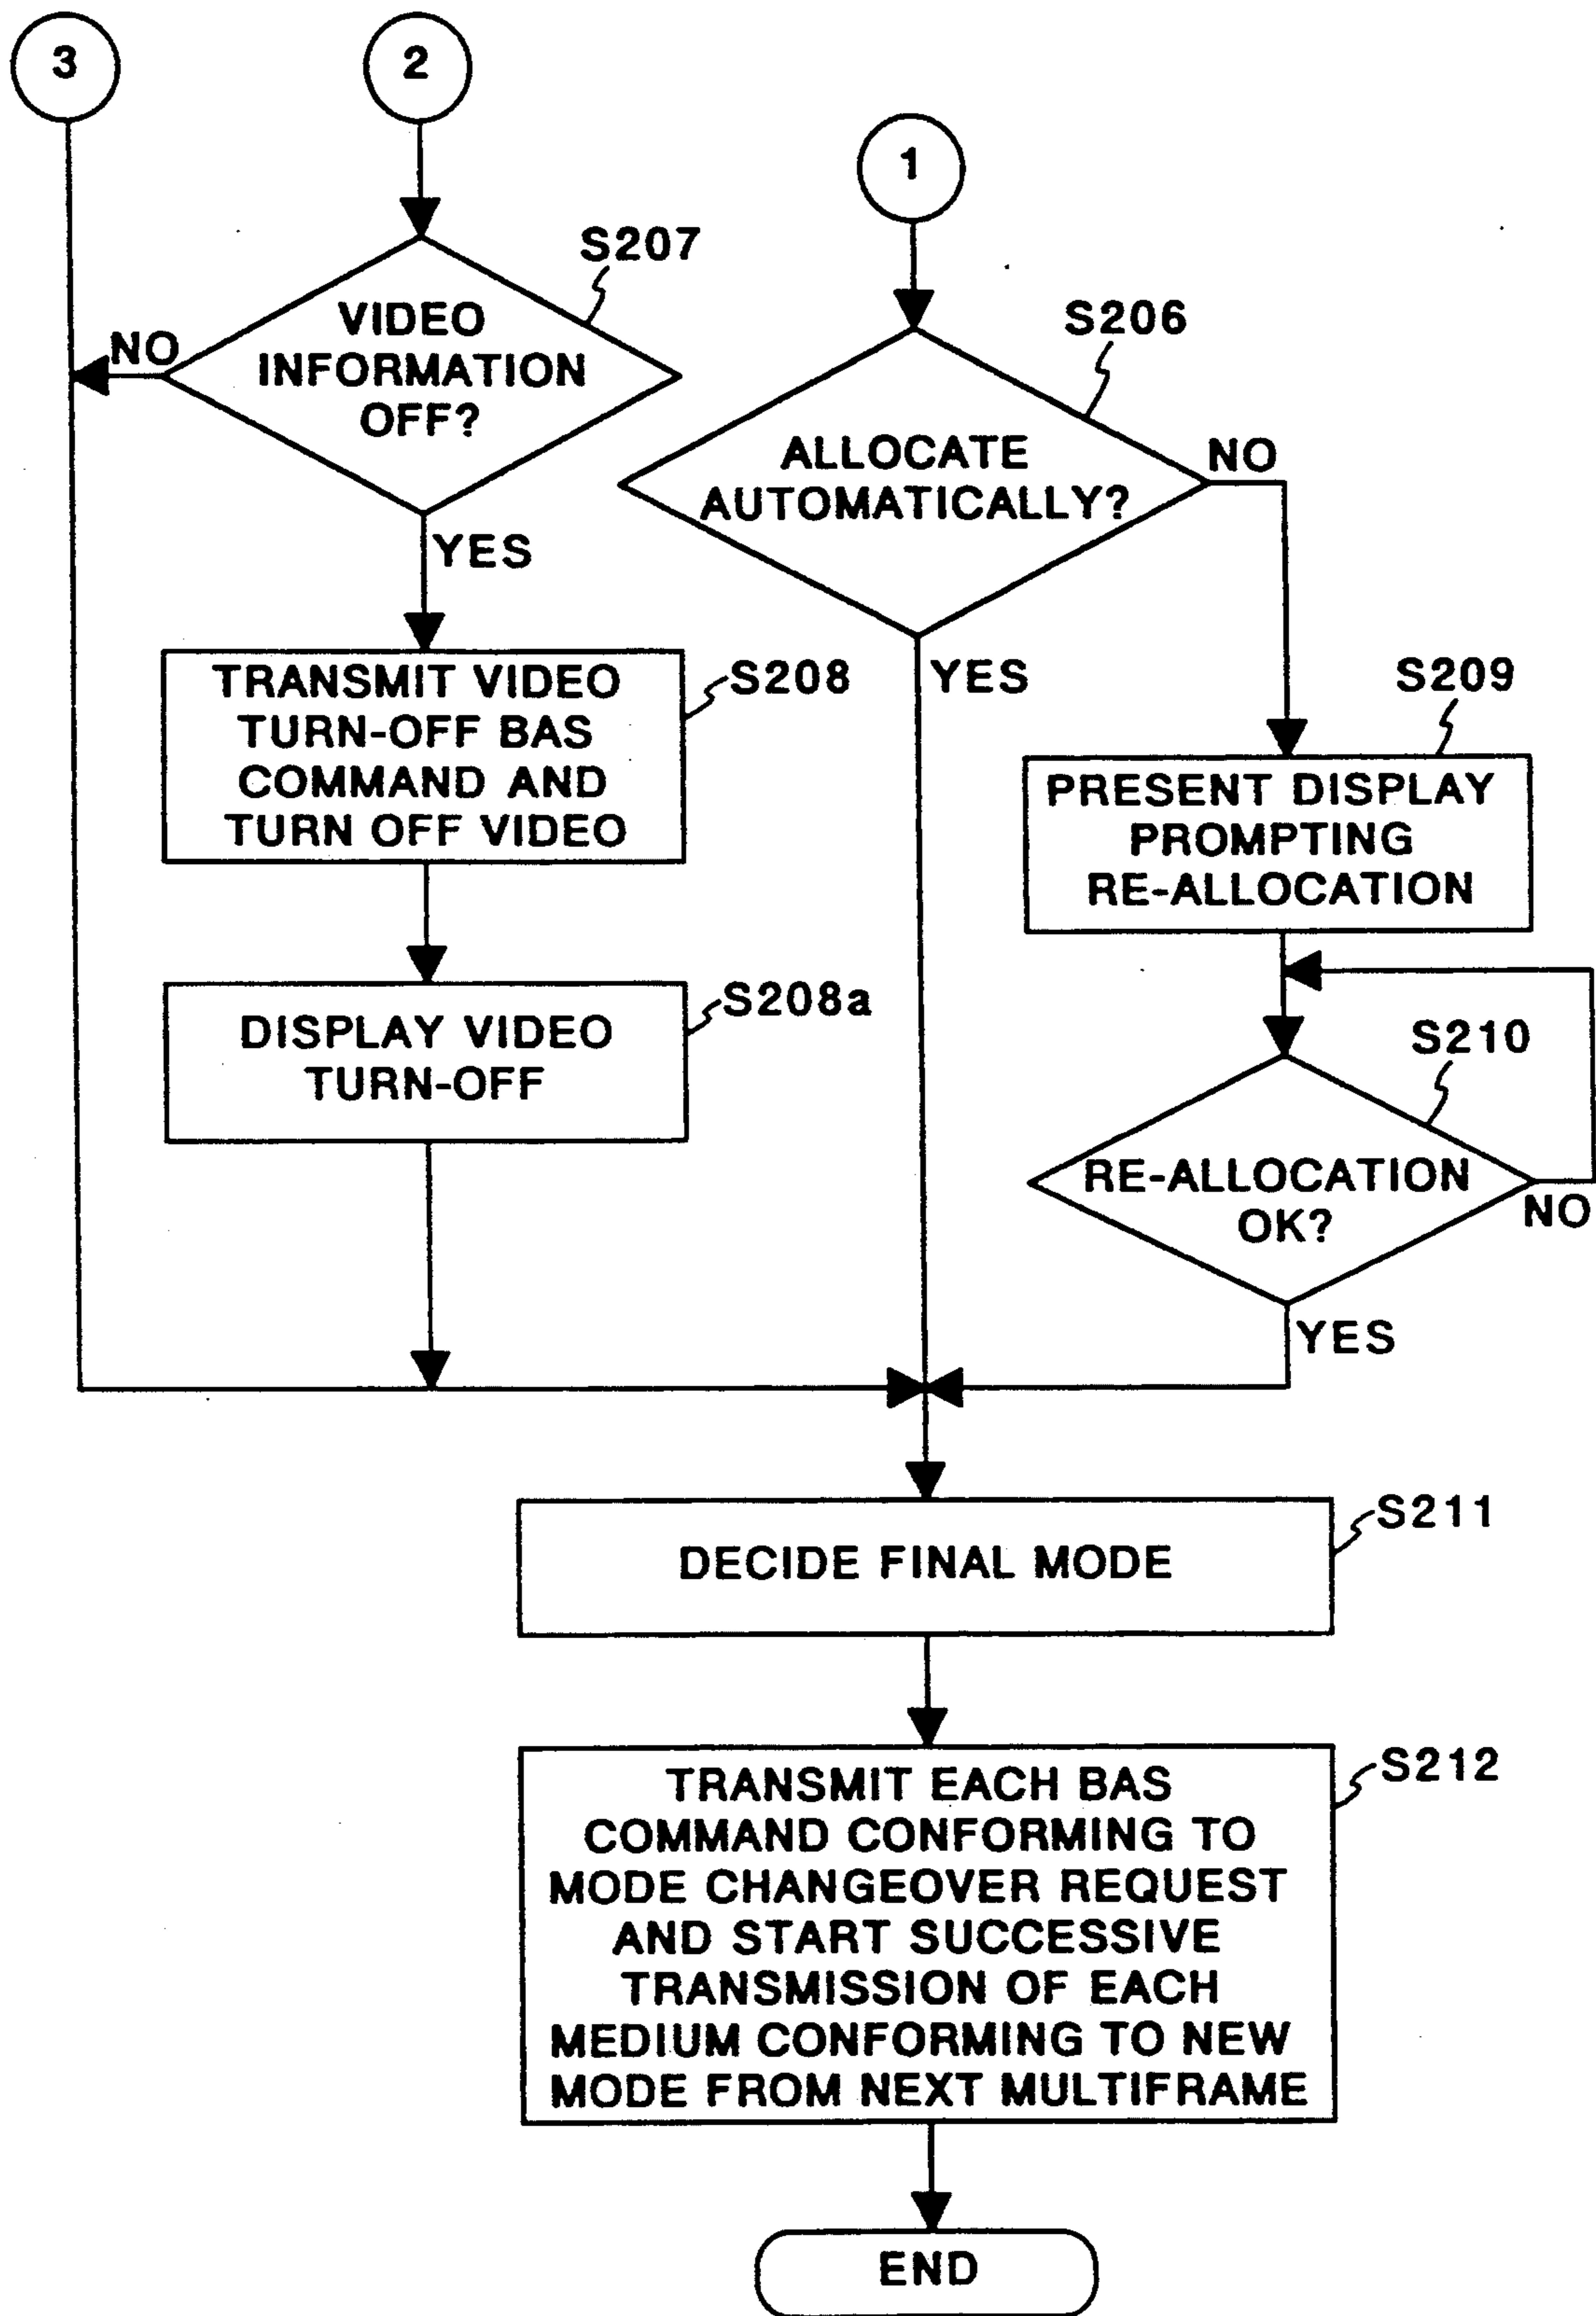 3
2
1
S207
VIDEO
INFORMATION
OFF?
NO
YES
S206
ALLOCATE
AUTOMATICALLY?
NO
YES
TRANSMIT VIDEO
TURN-OFF BAS
COMMAND AND
TURN OFF VIDEO
S208
S209
PRESENT DISPLAY
PROMPTING
RE-ALLOCATION
DISPLAY VIDEO
TURN-OFF
S208a
S210
RE-ALLOCATION
OK?
NO
YES
S211
DECIDE FINAL MODE
S212
TRANSMIT EACH BAS
COMMAND CONFORMING TO
MODE CHANGEOVER REQUEST
AND START SUCCESSIVE
TRANSMISSION OF EACH
MEDIUM CONFORMING TO NEW
MODE FROM NEXT MULTIFRAME
END